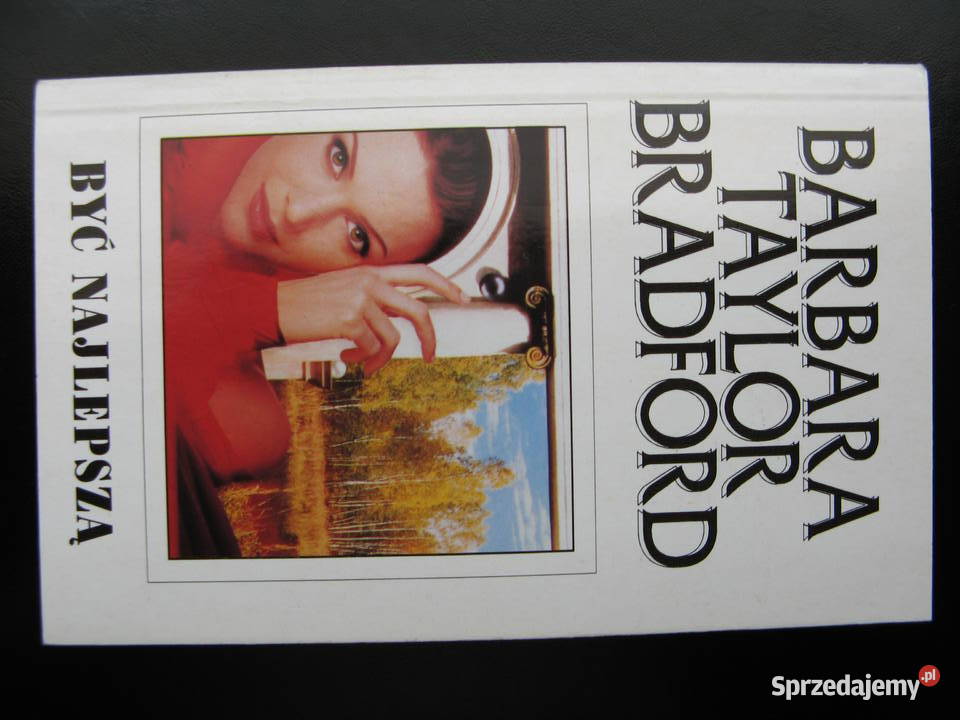 BARBARA
TAYLOR
BRADFORD
BYĆ NAJLEPSZĄ
Sprzedajemy.pl